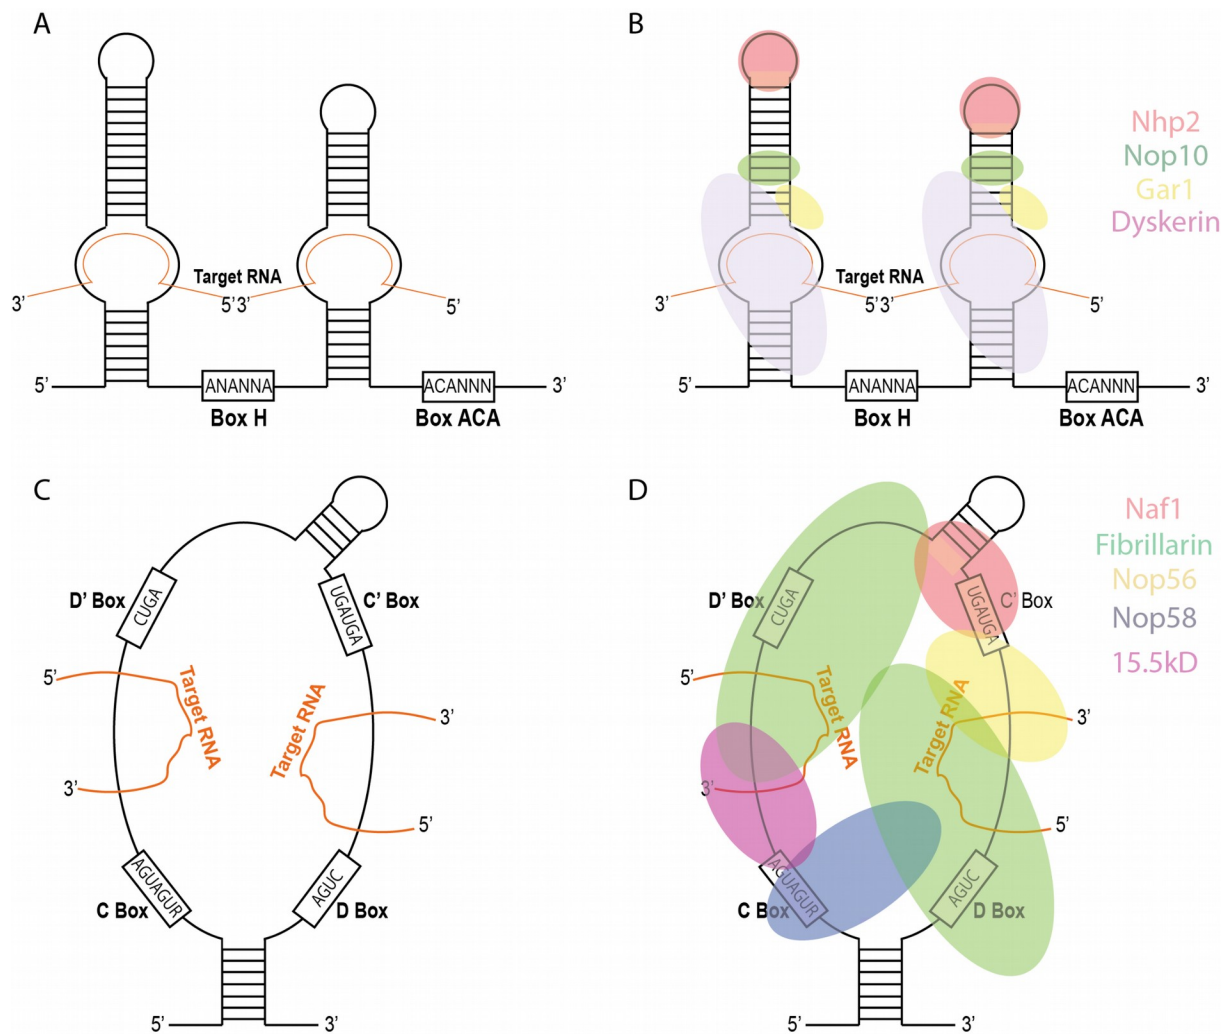 A
Target RNA
3’
5’
3’
5’
5’
ANANNA
ACANNN
3’
Box H
Box ACA
B
Nhp2
Nop10
Gar1
Dyskerin
Target RNA
3’
5’
3’
5’
5’
ANANNA
ACANNN
3’
Box H
Box ACA
C
D’ Box
CUGA
UGAUGA
C’ Box
5’
Target RNA
Target RNA
3’
3’
5’
AGUAGUR
AGUC
C Box
D Box
5’
3’
D
Naf1
Fibrillarin
Nop56
Nop58
15.5kD
D’ Box
CUGA
UGAUGA
C’ Box
5’
Target RNA
Target RNA
3’
3’
5’
AGUAGUR
AGUC
C Box
D Box
5’
3’